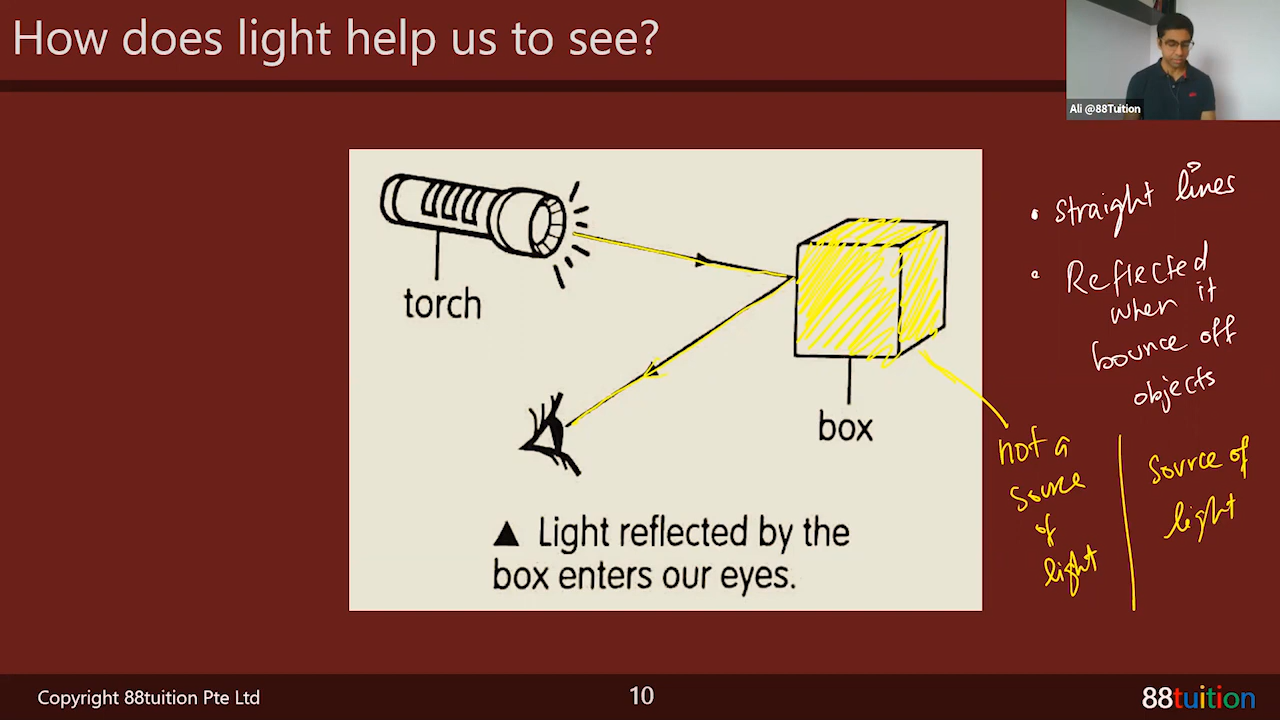 How does light help us to see?
Ali @88Tuition
torch
box
▲ Light reflected by the
box enters our eyes.
• Straight lines
• Reflected
when it
bounce off
objects
not a
source
of
light
Source of
light
Copyright 88tuition Pte Ltd
10
88tuition